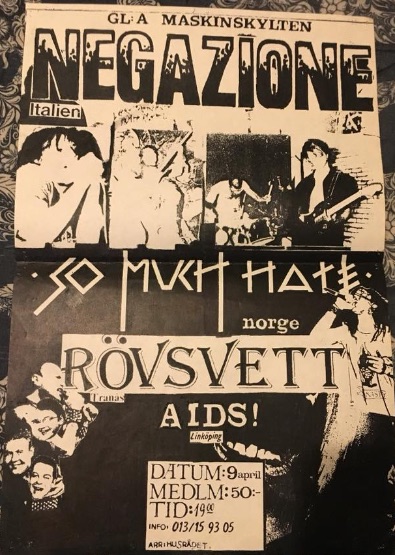 GL:A MASKINSKYLTEN
NEGAZIONE
Italien
SO MUCH HATE
norge
RÖVSVETT
Tranås
AIDS!
Linköping
DATUM: 9 april
MEDLM: 50:-
TID: 19 00
INFO: 013/15 93 05
ARR: HUSRÅDET.